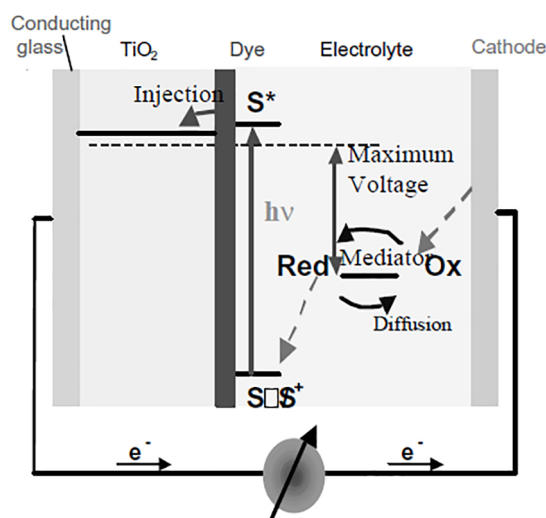 Conducting
glass
TiO₂
Dye
Electrolyte
Cathode
Injection
S*
Maximum
Voltage
hν
Red
Mediator
Ox
Diffusion
S□S⁺
e⁻
e⁻